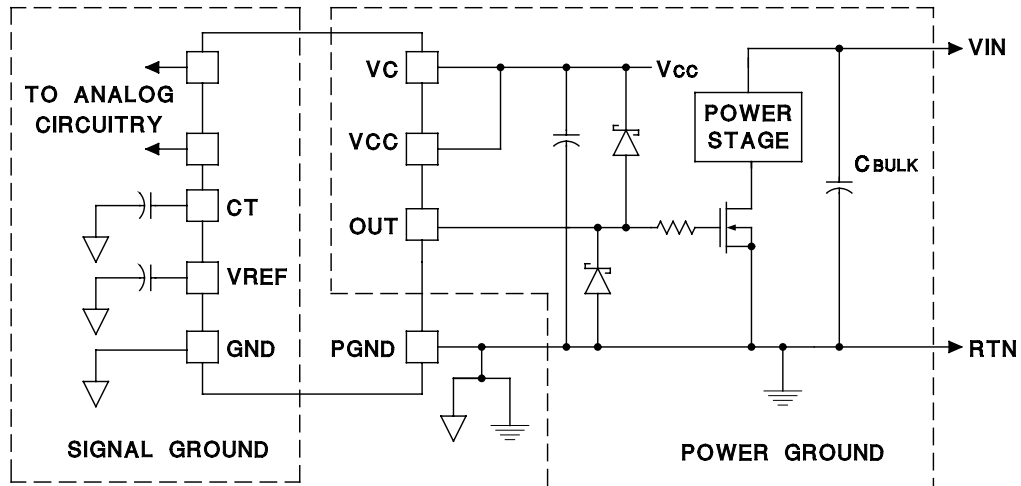 VIN
VC
Vcc
TO ANALOG
CIRCUITRY
POWER
STAGE
VCC
CBULK
CT
OUT
VREF
GND
PGND
RTN
SIGNAL GROUND
POWER GROUND